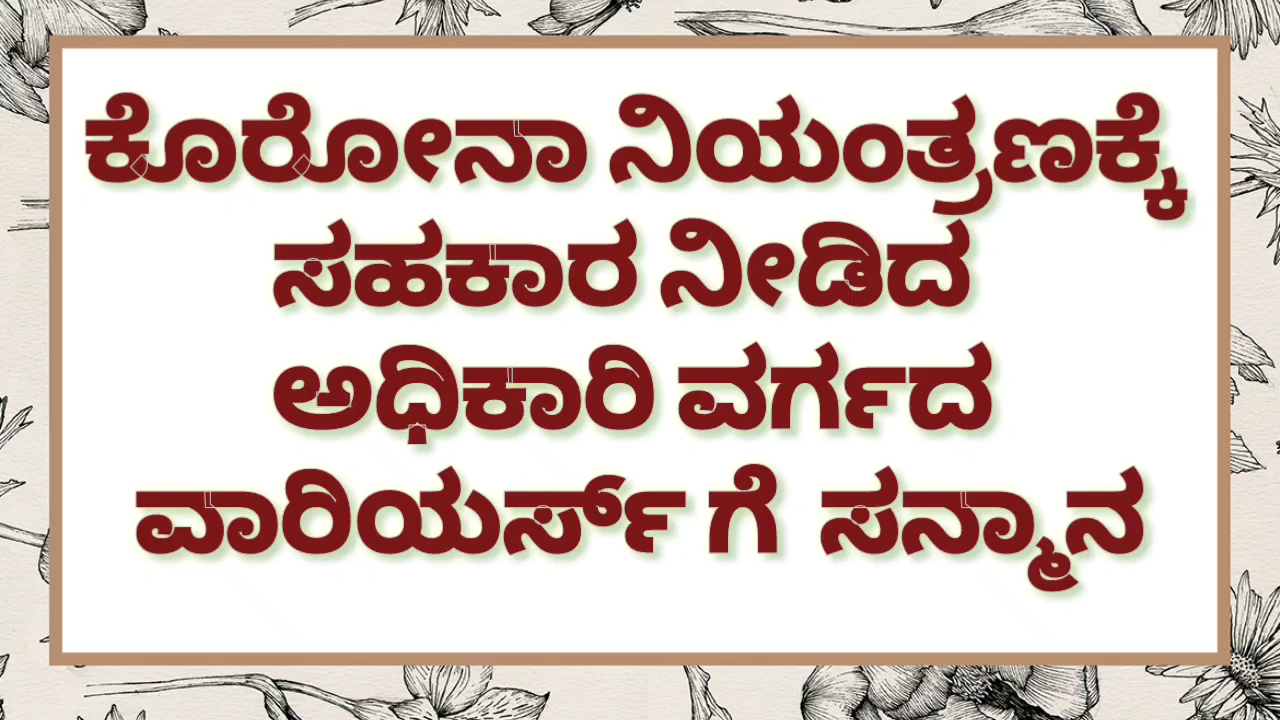 ಕೊರೋನಾ ನಿಯಂತ್ರಣಕ್ಕೆ
ಸಹಕಾರ ನೀಡಿದ
ಅಧಿಕಾರಿ ವರ್ಗದ
ವಾರಿಯರ್ಸ್ ಗೆ ಸನ್ಮಾನ